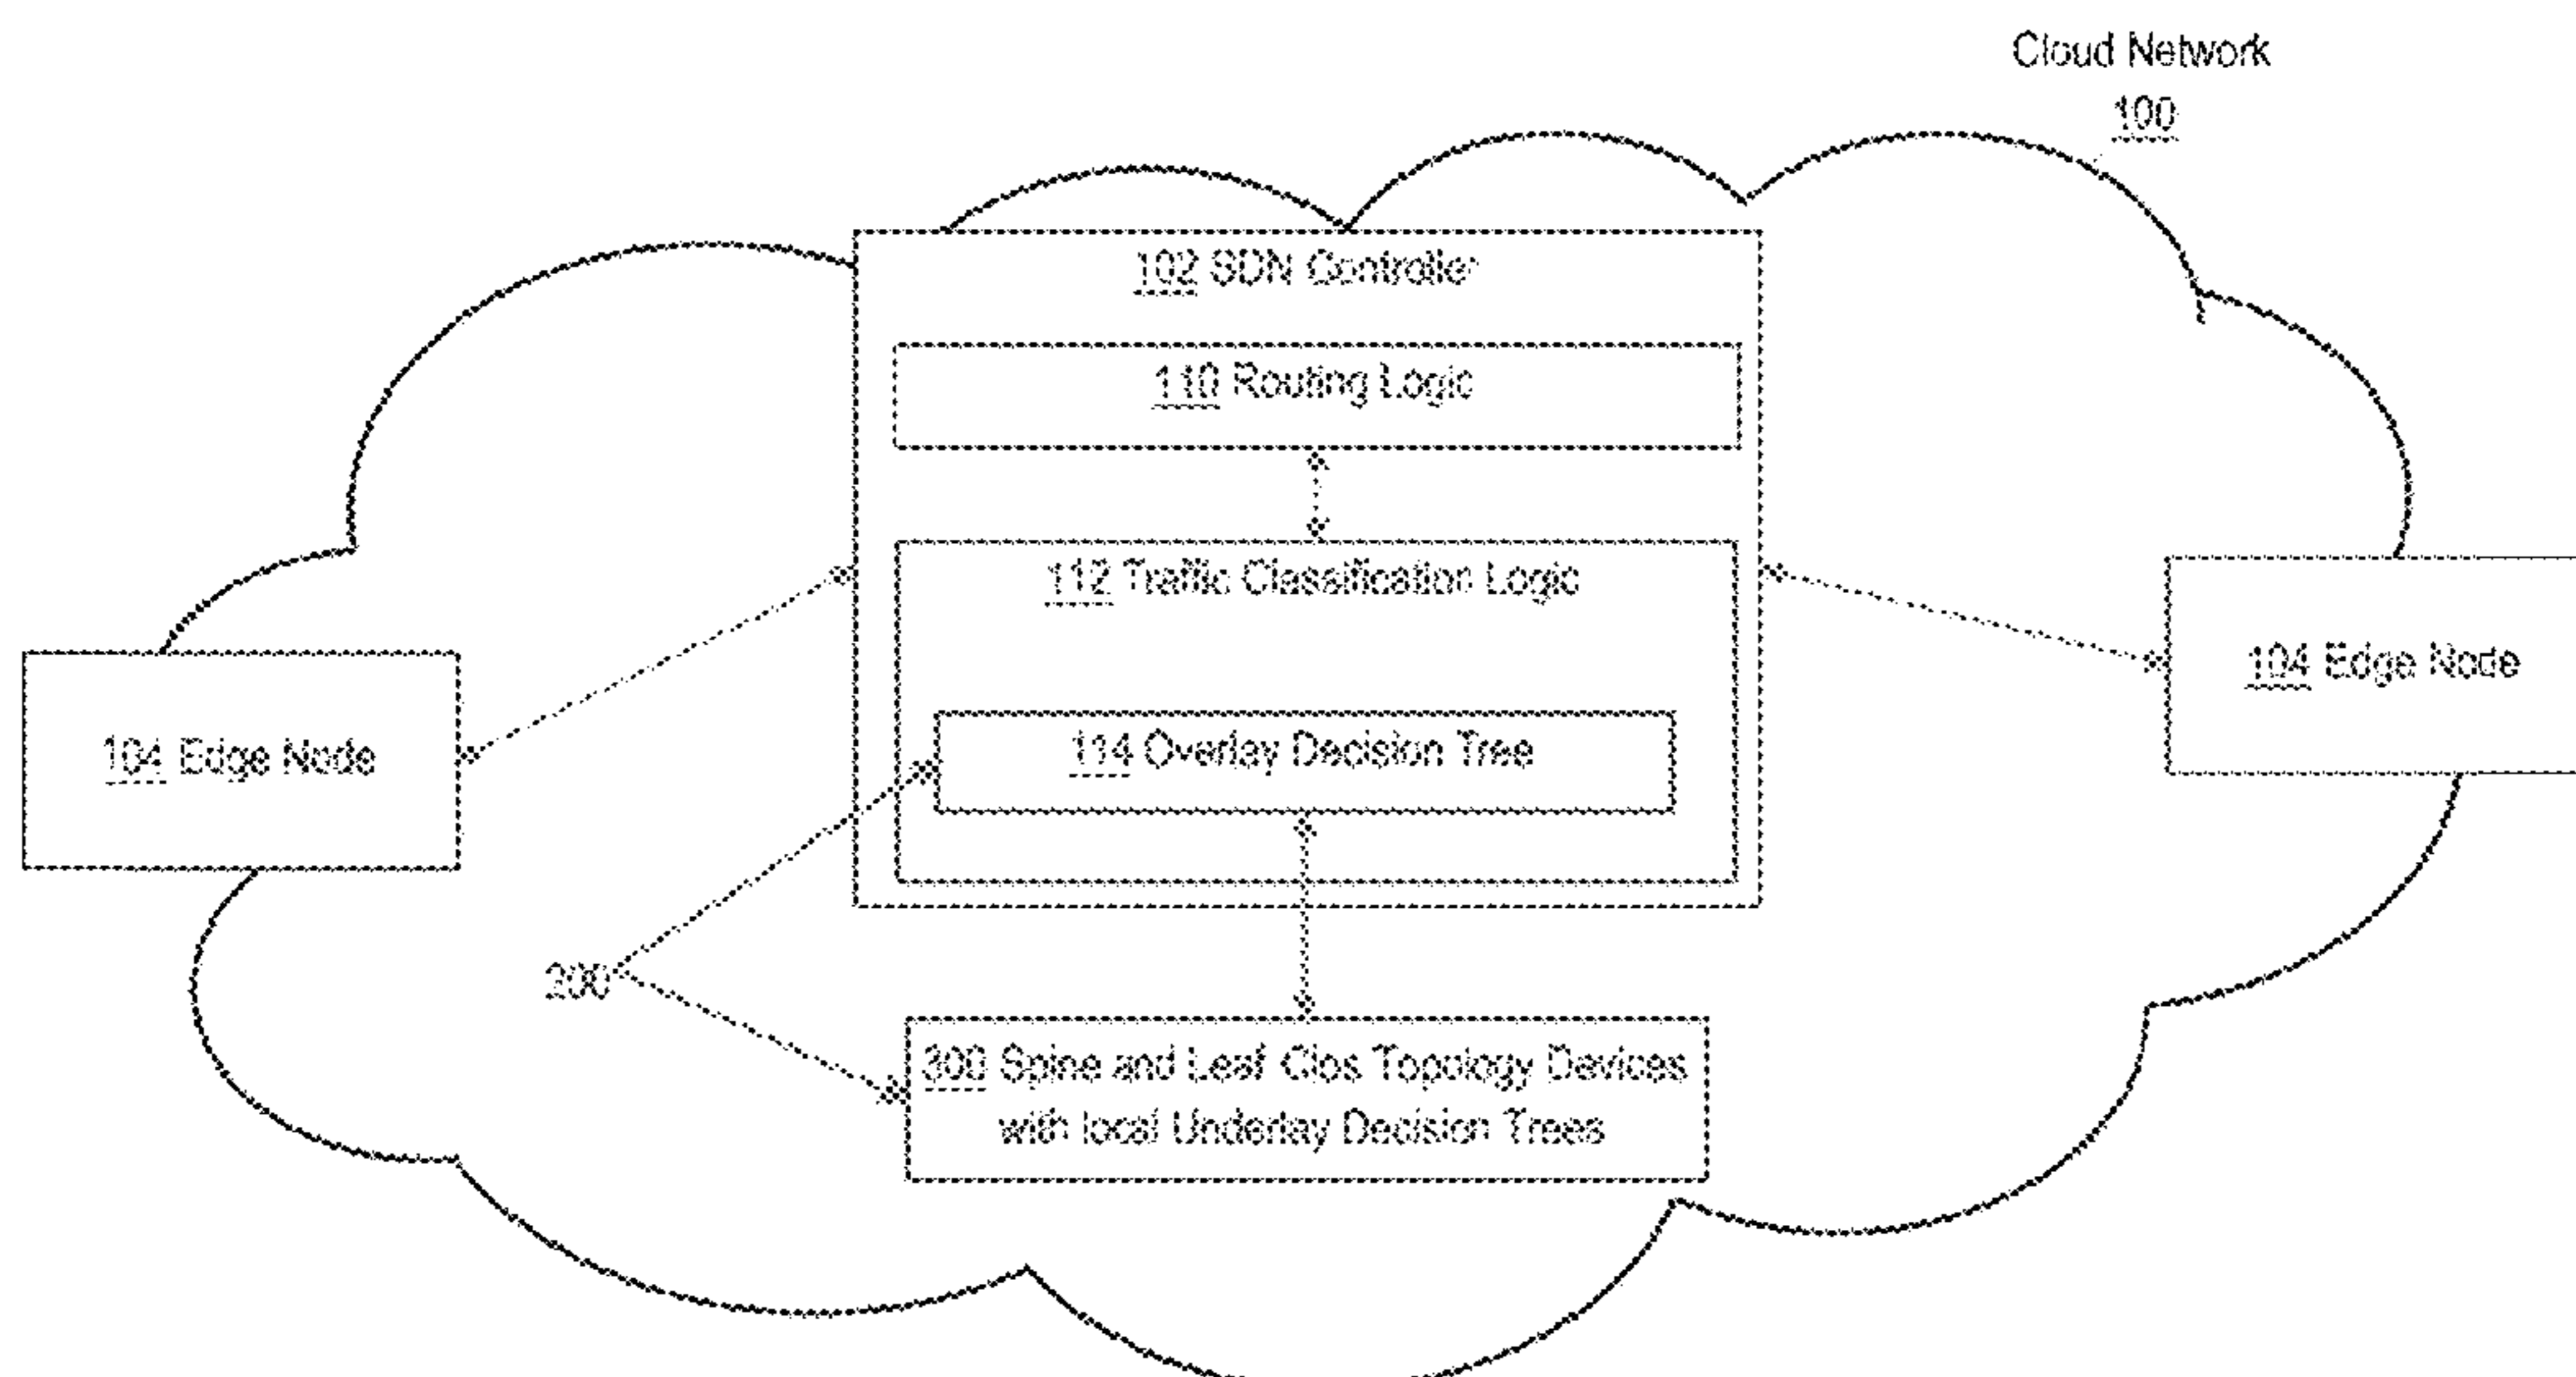 Cloud Network
100
102 SDN Controller
110 Routing Logic
112 Traffic Classification Logic
104 Edge Node
114 Overlay Decision Tree
104 Edge Node
200
300 Spine and Leaf Clos Topology Devices
with local Underlay Decision Trees